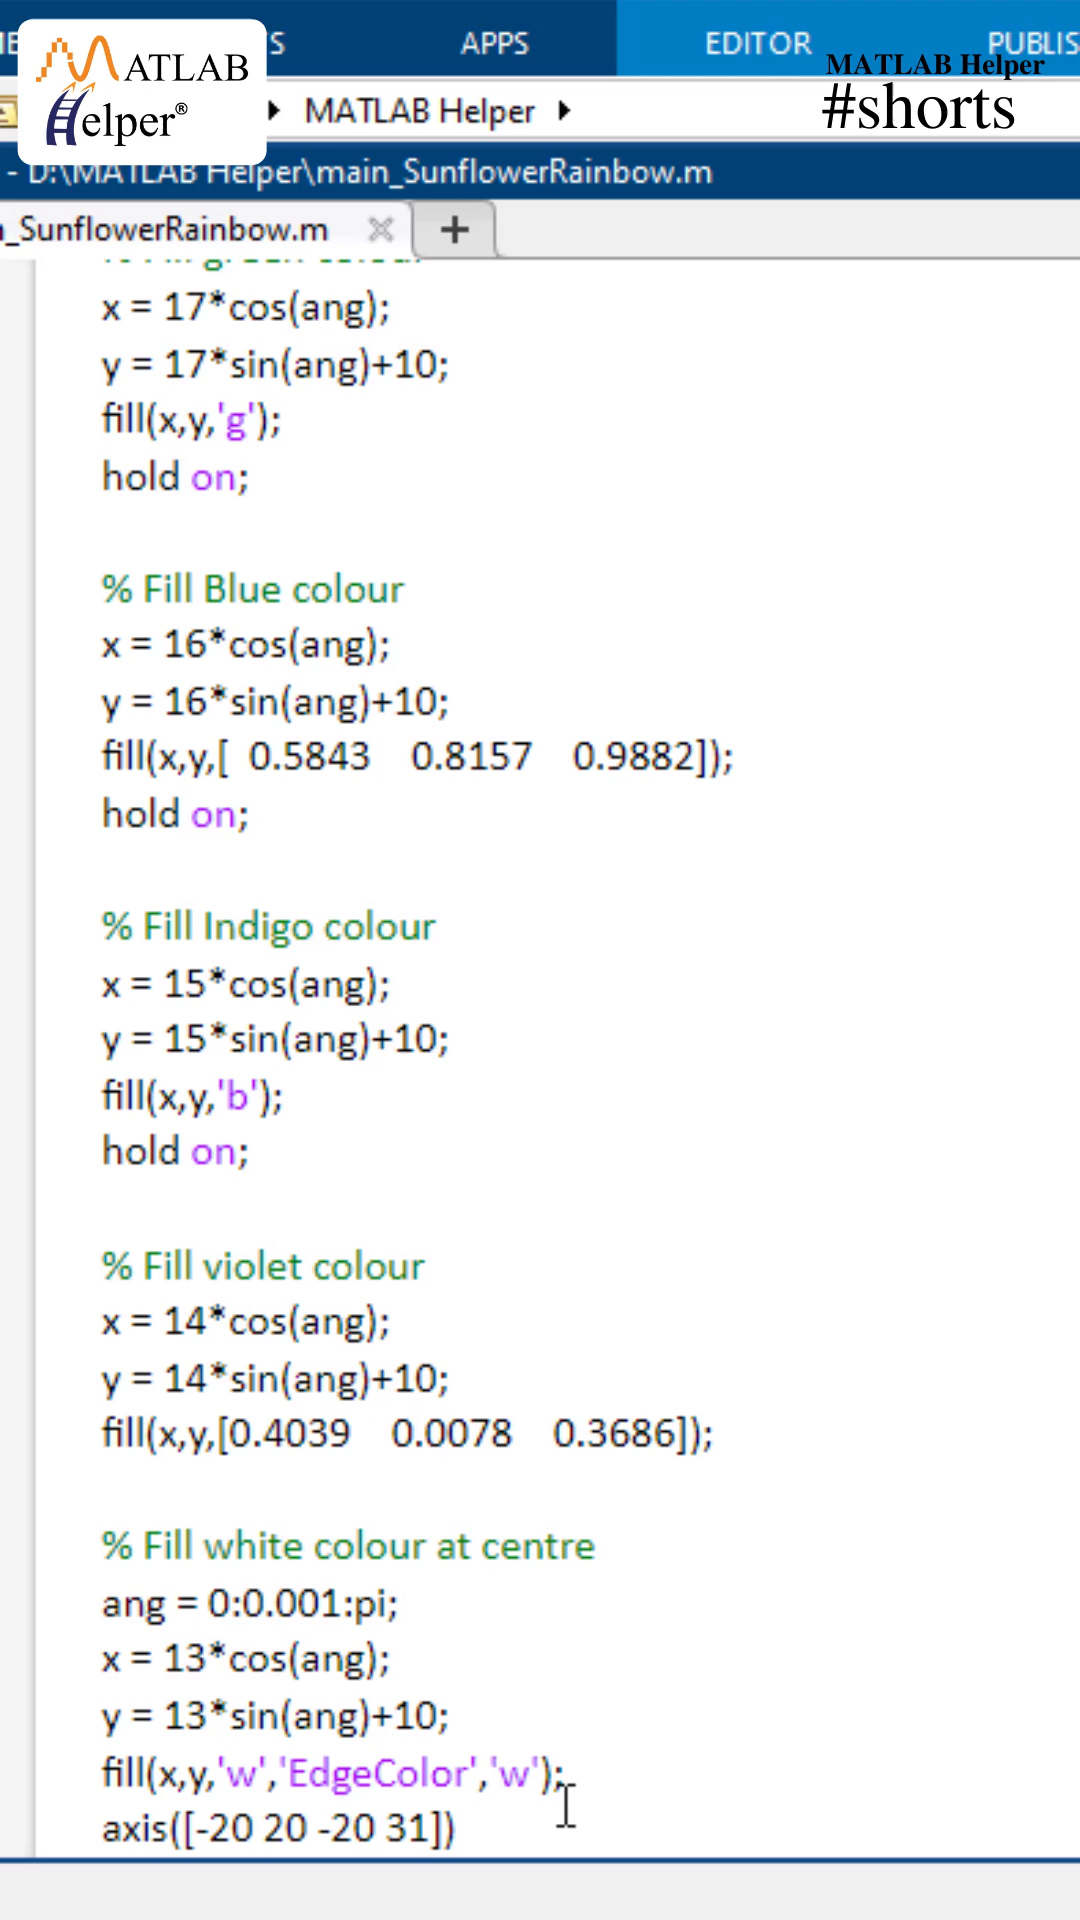 S APPS EDITOR PUBLIS
MATLAB Helper
#shorts
MATLAB
Helper®
MATLAB Helper
- D:\MATLAB Helper\main_SunflowerRainbow.m
_SunflowerRainbow.m
+
x = 17*cos(ang);
y = 17*sin(ang)+10;
fill(x,y,'g');
hold on;
% Fill Blue colour
x = 16*cos(ang);
y = 16*sin(ang)+10;
fill(x,y,[ 0.5843 0.8157 0.9882]);
hold on;
% Fill Indigo colour
x = 15*cos(ang);
y = 15*sin(ang)+10;
fill(x,y,'b');
hold on;
% Fill violet colour
x = 14*cos(ang);
y = 14*sin(ang)+10;
fill(x,y,[0.4039 0.0078 0.3686]);
% Fill white colour at centre
ang = 0:0.001:pi;
x = 13*cos(ang);
y = 13*sin(ang)+10;
fill(x,y,'w','EdgeColor','w');
axis([-20 20 -20 31])